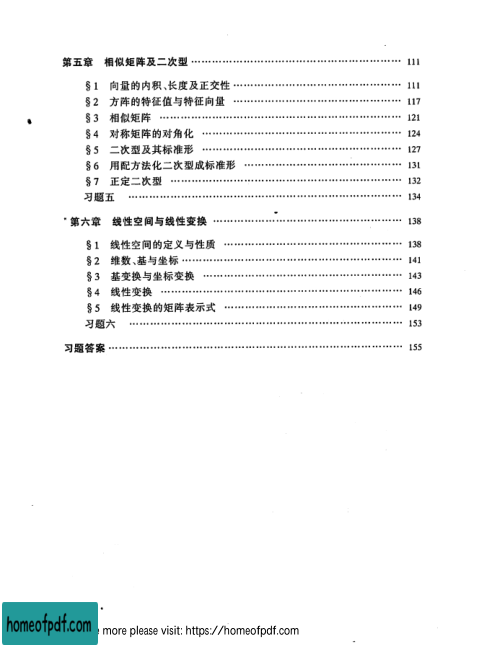 第五章 相似矩阵及二次型 …… 111
§1 向量的内积、长度及正交性 …… 111
§2 方阵的特征值与特征向量 …… 117
§3 相似矩阵 …… 121
§4 对称矩阵的对角化 …… 124
§5 二次型及其标准形 …… 127
§6 用配方法化二次型成标准形 …… 131
§7 正定二次型 …… 132
习题五 …… 134
*第六章 线性空间与线性变换 …… 138
§1 线性空间的定义与性质 …… 138
§2 维数、基与坐标 …… 141
§3 基变换与坐标变换 …… 143
§4 线性变换 …… 146
§5 线性变换的矩阵表示式 …… 149
习题六 …… 153
习题答案 …… 155
homeofpdf.com
more please visit: https://homeofpdf.com